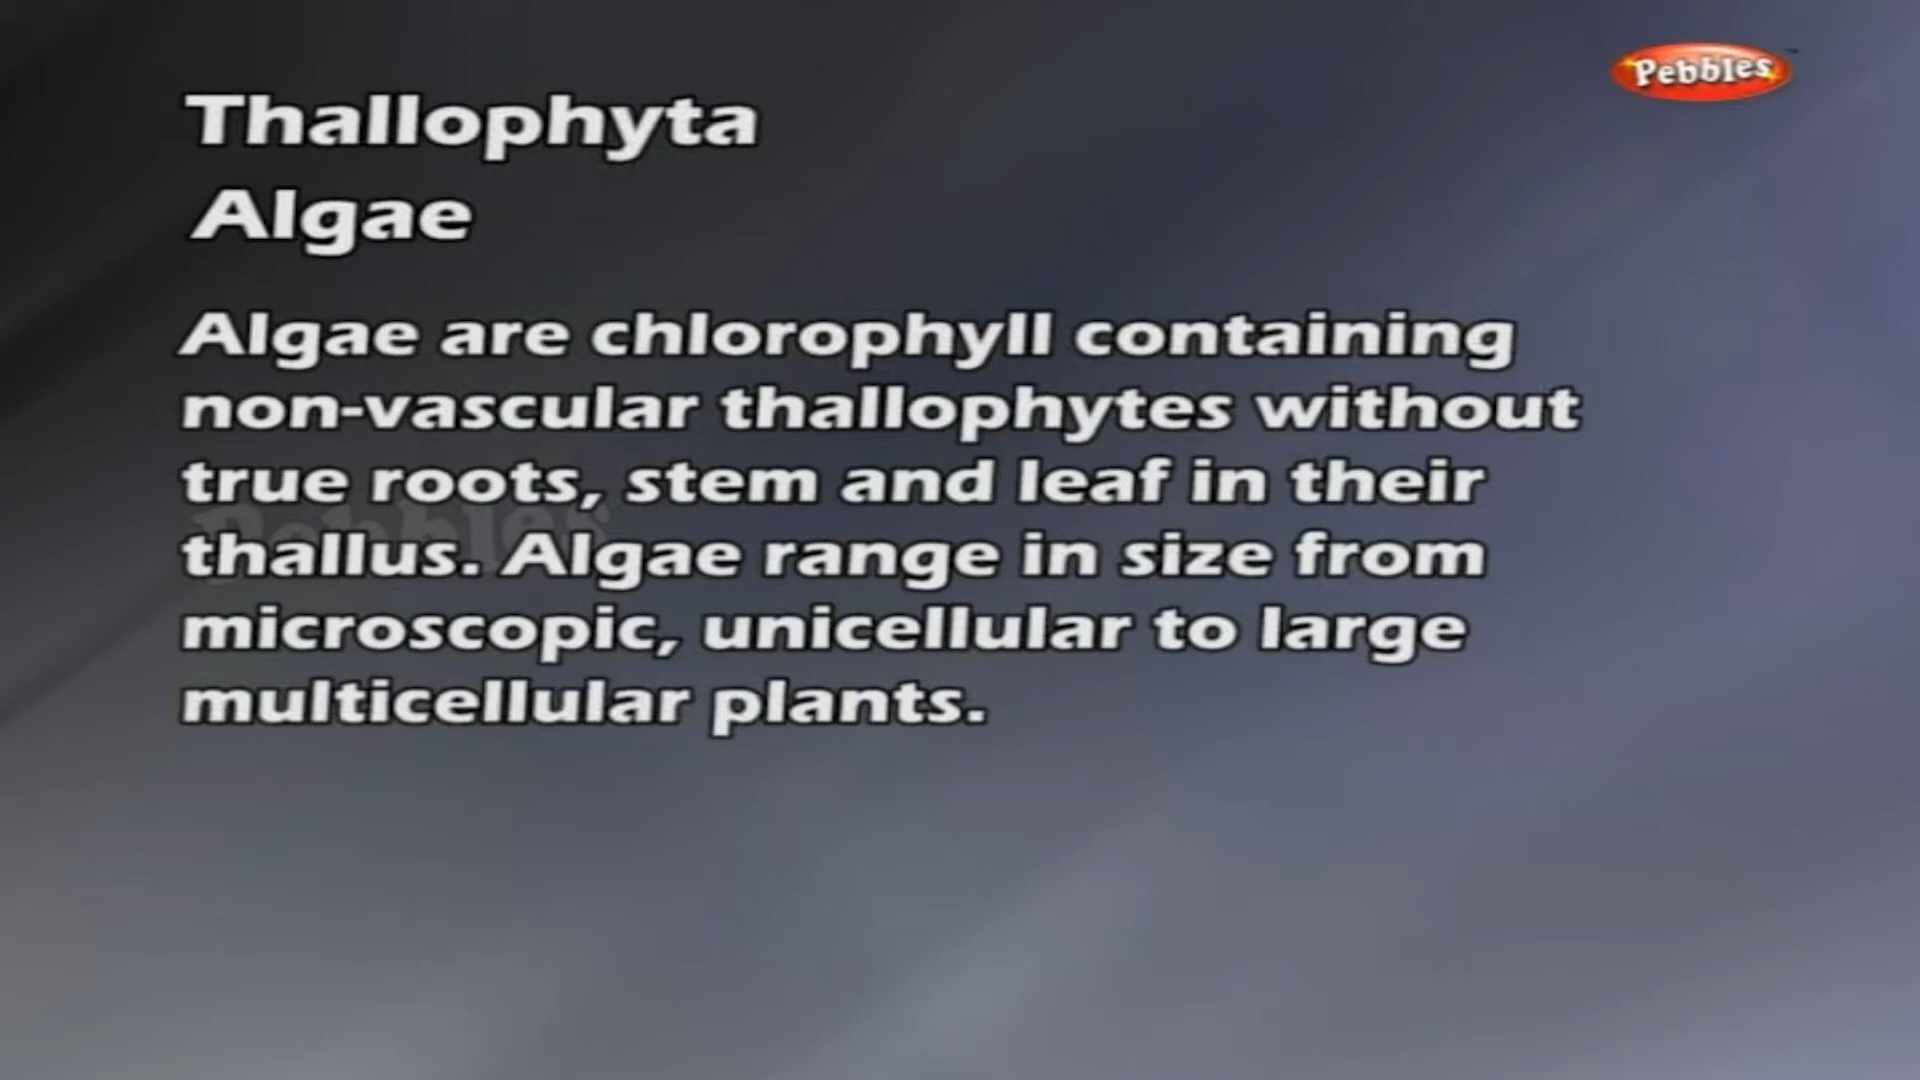 Pebbles
Thallophyta
Algae
Algae are chlorophyll containing
non-vascular thallophytes without
true roots, stem and leaf in their
thallus. Algae range in size from
microscopic, unicellular to large
multicellular plants.
Pebbles